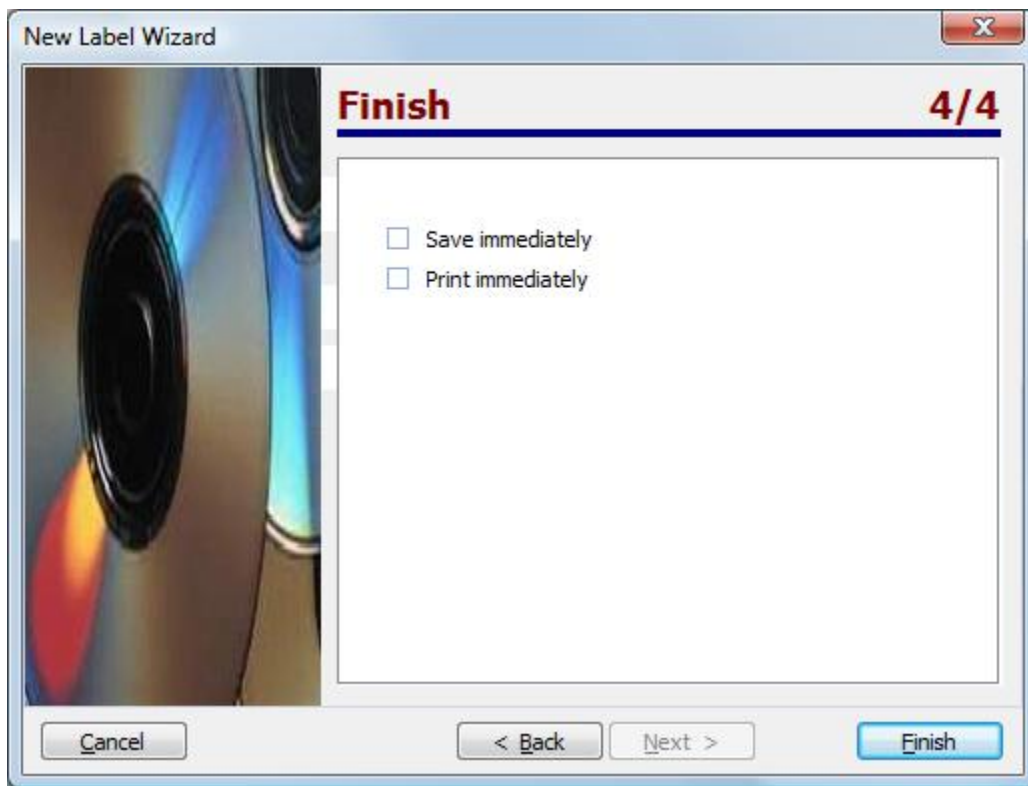 New Label Wizard
Finish 4/4
Save immediately
Print immediately
Cancel < Back Next > Finish